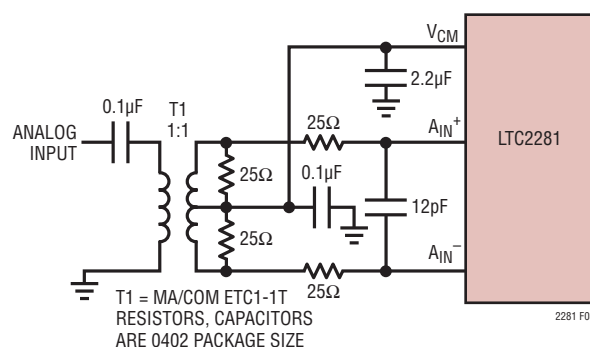 V_CM
2.2µF
0.1µF
T1
1:1
25Ω
A_IN^+
LTC2281
ANALOG
INPUT
25Ω
0.1µF
12pF
25Ω
A_IN^–
25Ω
T1 = MA/COM ETC1-1T
RESISTORS, CAPACITORS
ARE 0402 PACKAGE SIZE
2281 F0